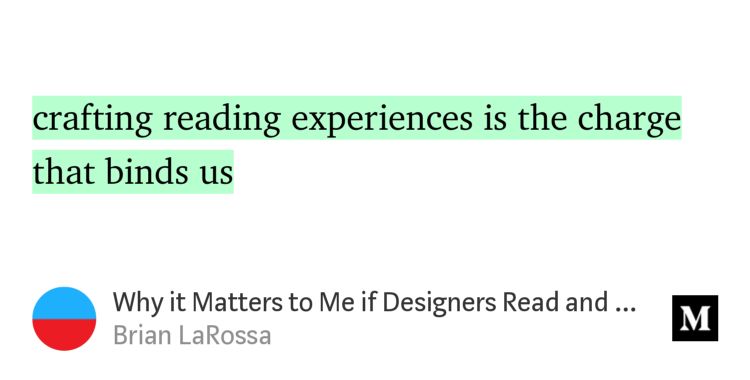 crafting reading experiences is the charge
that binds us
Why it Matters to Me if Designers Read and ...
Brian LaRossa
M